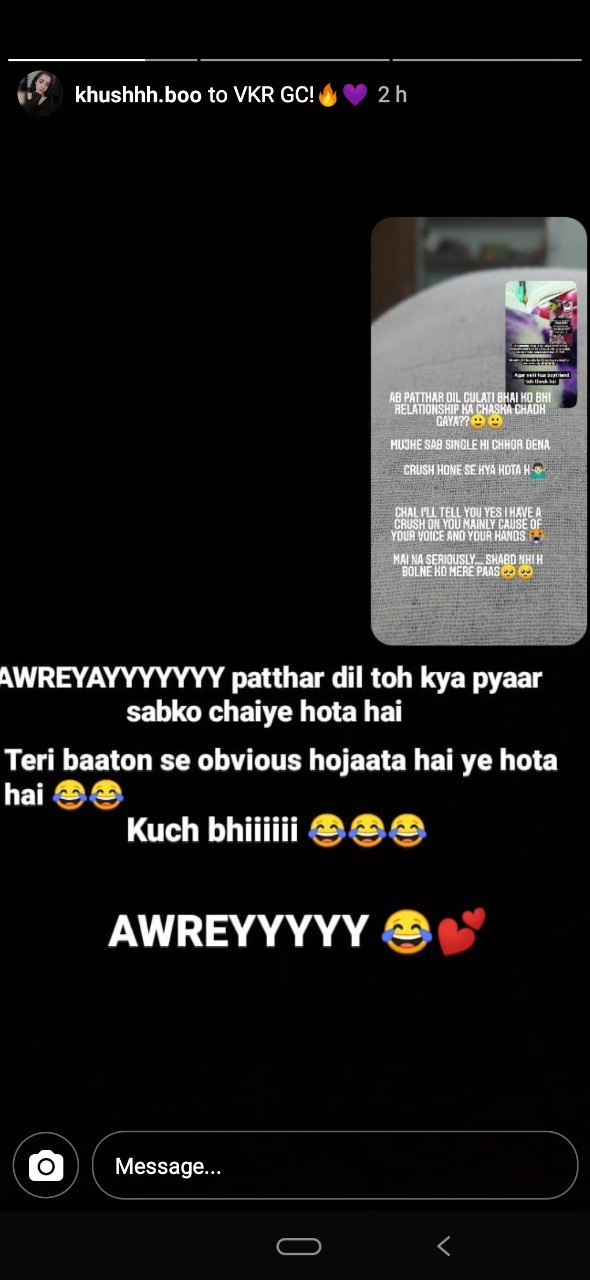 khushhh.boo to VKR GC!🔥💜 2 h
AB PATTHAR DIL GULATI BHAI KO BHI
RELATIONSHIP KA CHASKA CHADH
GAYA??🙂🙂
MUJHE SAB SINGLE HI CHHOR DENA
CRUSH HONE SE KYA HOTA H🤷🏻‍♂️
CHAL I'LL TELL YOU YES I HAVE A
CRUSH ON YOU MAINLY CAUSE OF
YOUR VOICE AND YOUR HANDS 😭
MAI NA SERIOUSLY... SHABD NHI H
BOLNE KO MERE PAAS🥺🥺
AWREYAYYYYYYY patthar dil toh kya pyaar
sabko chaiye hota hai
Teri baaton se obvious hojaata hai ye hota
hai 😂😂
Kuch bhiiiiii 😂😂😂
AWREYYYYY 😂💕
Message...